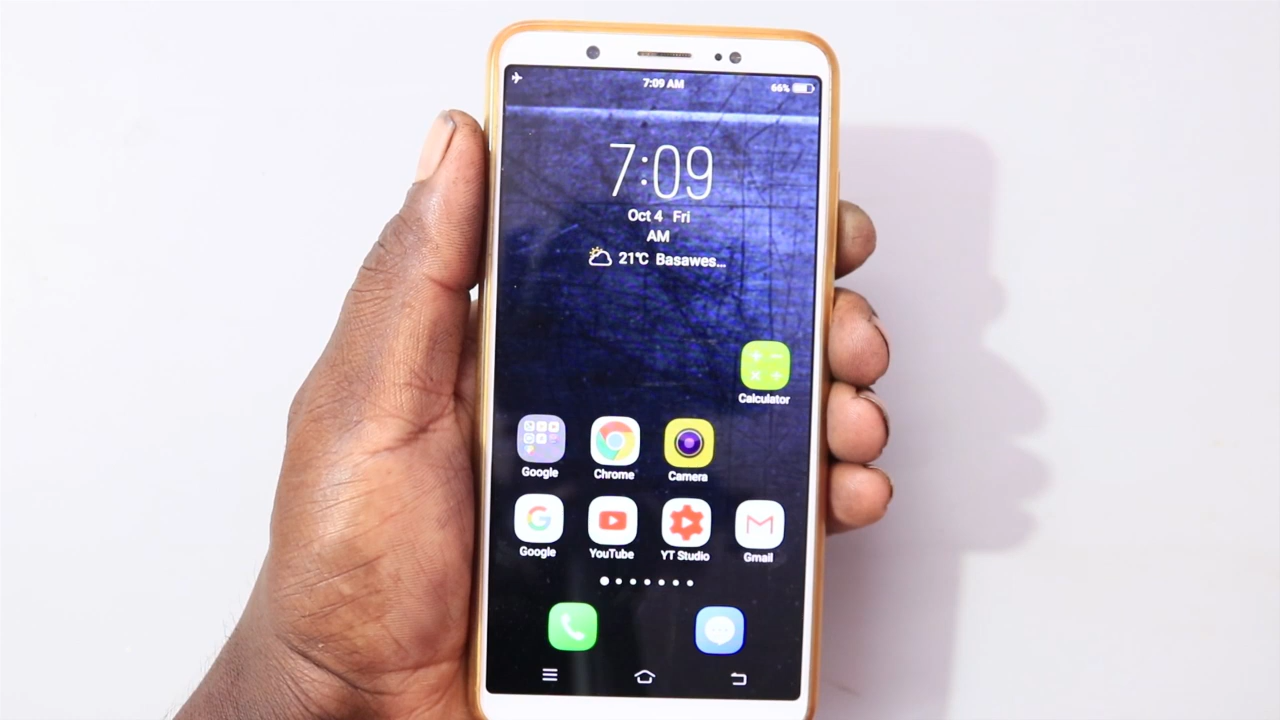 7:09 AM
66%
7:09
Oct 4 Fri
AM
21℃ Basawes...
Calculator
Google
Chrome
Camera
Google
YouTube
YT Studio
Gmail